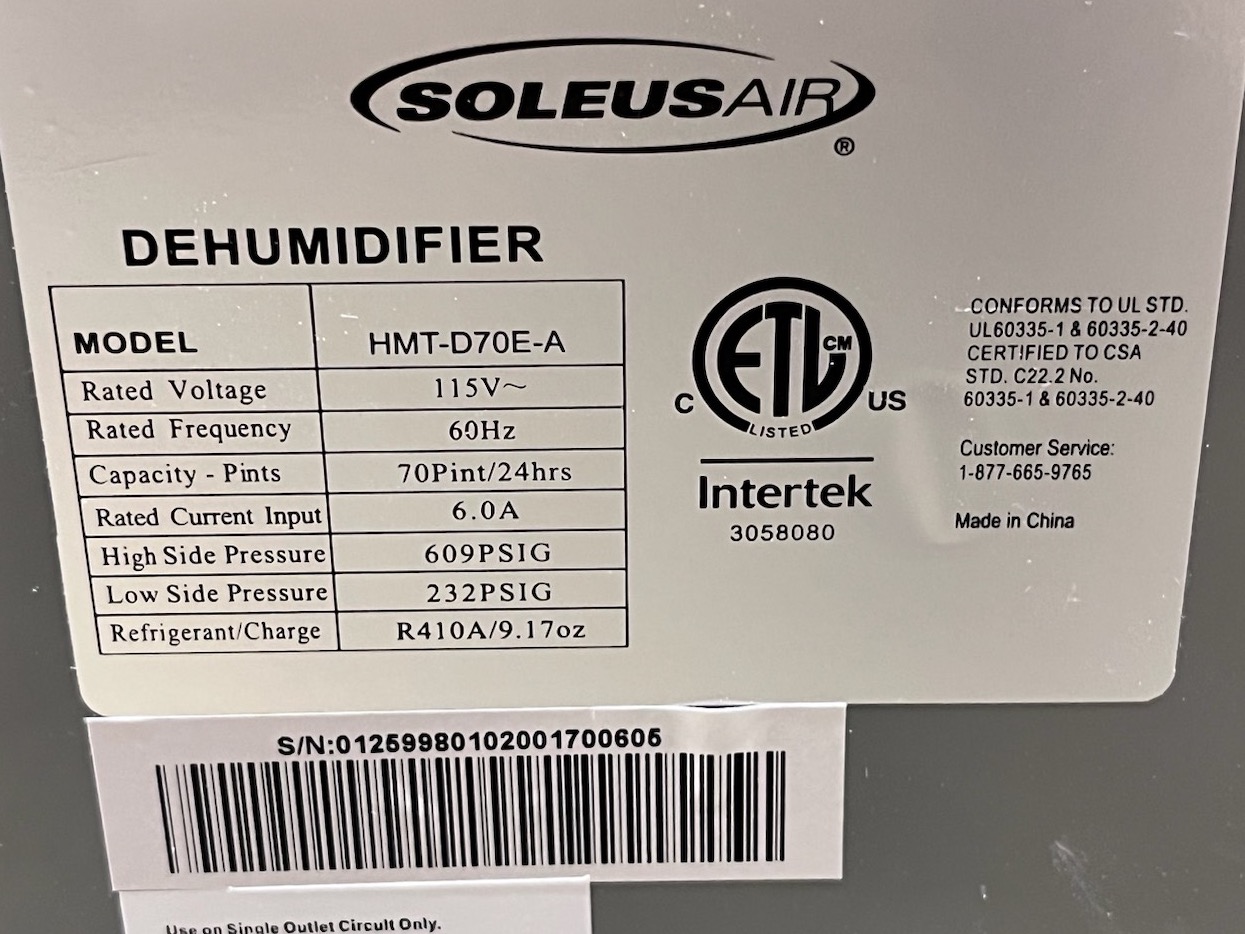 SOLEUSAIR
®
DEHUMIDIFIER
MODEL HMT-D70E-A
Rated Voltage 115V~
Rated Frequency 60Hz
Capacity - Pints 70Pint/24hrs
Rated Current Input 6.0A
High Side Pressure 609PSIG
Low Side Pressure 232PSIG
Refrigerant/Charge R410A/9.17oz
ETL CM
C US
LISTED
Intertek
3058080
CONFORMS TO UL STD.
UL60335-1 & 60335-2-40
CERTIFIED TO CSA
STD. C22.2 No.
60335-1 & 60335-2-40
Customer Service:
1-877-665-9765
Made in China
S/N:01259980102001700605
Use on Single Outlet Circult Only.